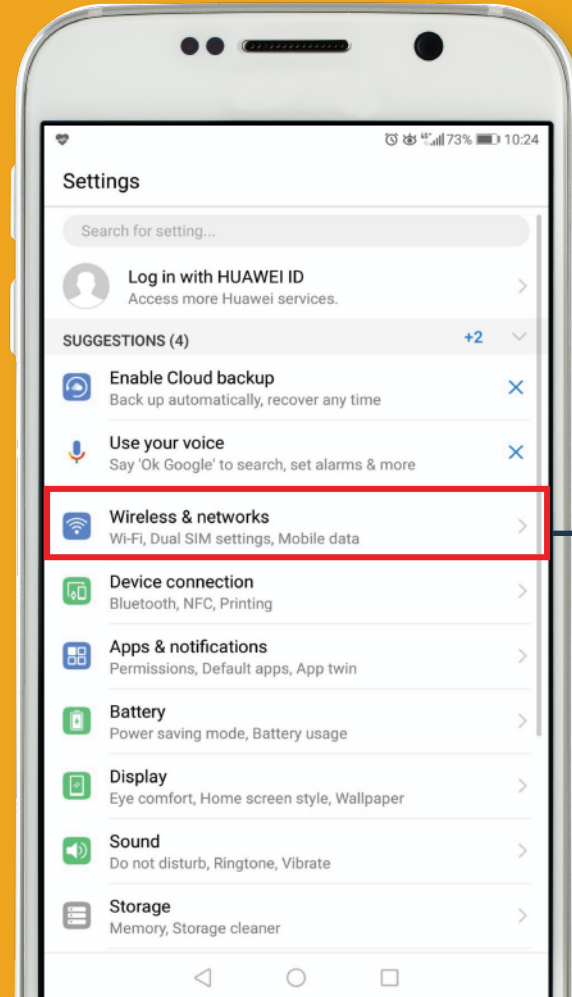 73% 10:24
Settings
Search for setting...
Log in with HUAWEI ID
Access more Huawei services.
SUGGESTIONS (4) +2
Enable Cloud backup
Back up automatically, recover any time
Use your voice
Say 'Ok Google' to search, set alarms & more
Wireless & networks
Wi-Fi, Dual SIM settings, Mobile data
Device connection
Bluetooth, NFC, Printing
Apps & notifications
Permissions, Default apps, App twin
Battery
Power saving mode, Battery usage
Display
Eye comfort, Home screen style, Wallpaper
Sound
Do not disturb, Ringtone, Vibrate
Storage
Memory, Storage cleaner